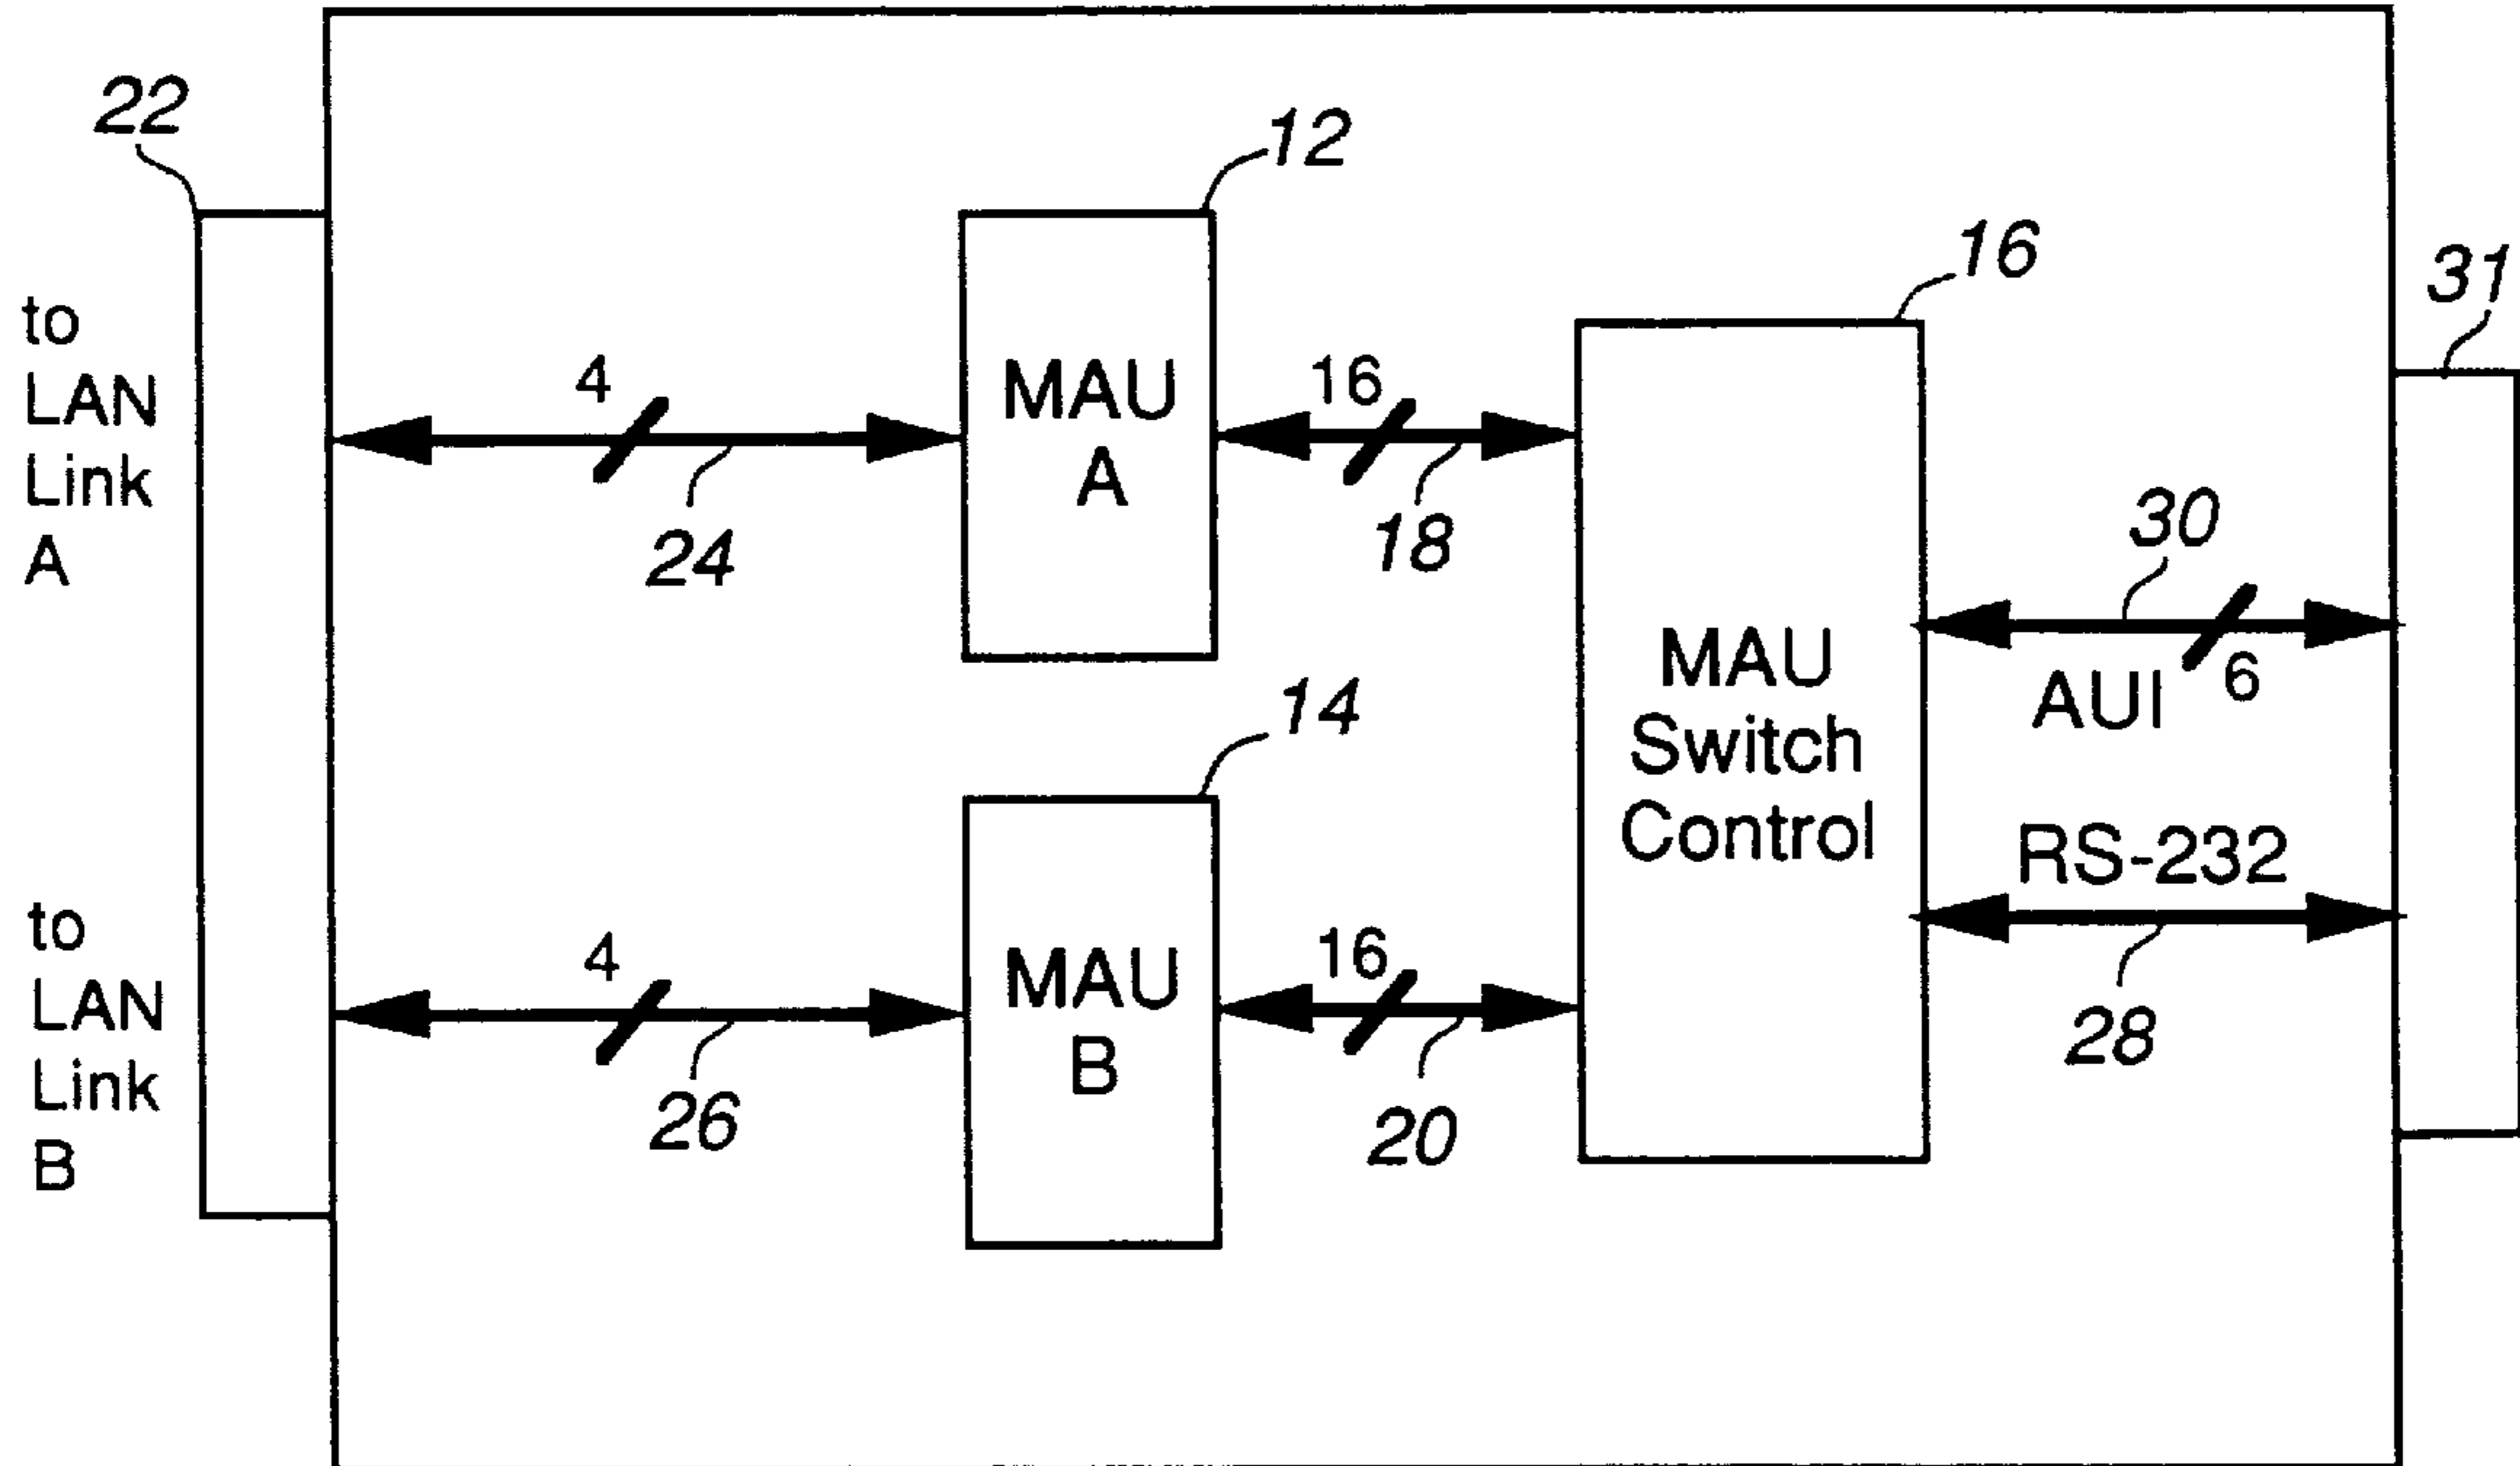 22
12
16
31
to
LAN
Link
A
4
MAU
A
16
24
18
30
MAU
Switch
Control
AUI
6
14
RS-232
to
LAN
Link
B
4
MAU
B
16
26
20
28